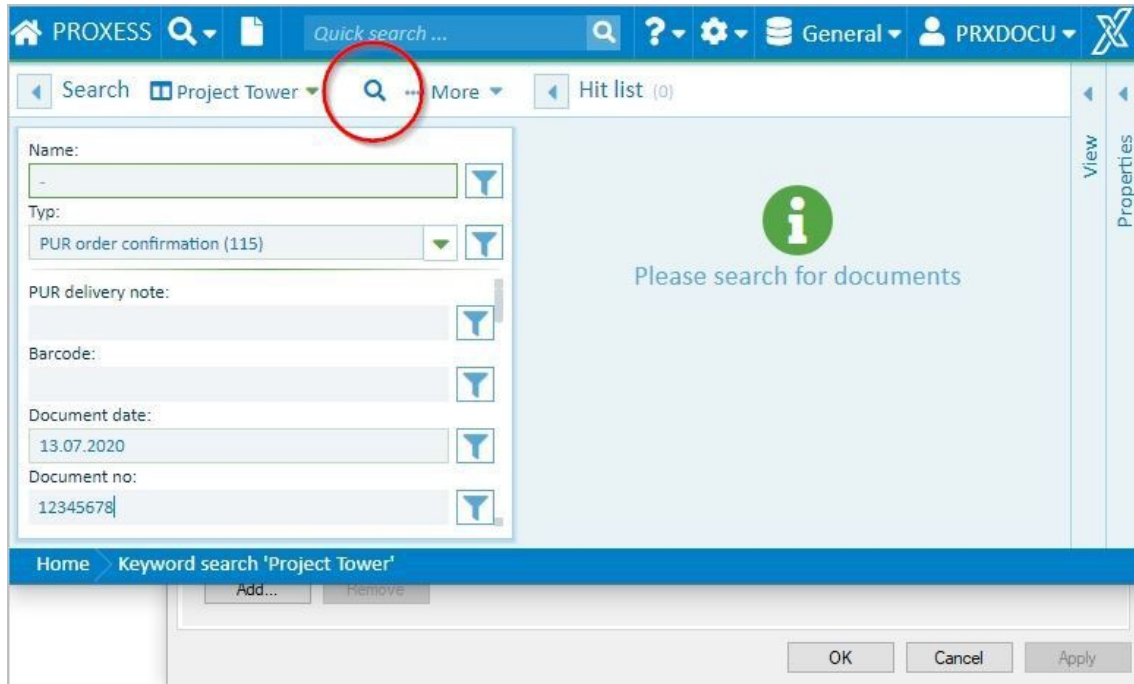 PROXESS Quick search ... ? General PRXDOCU
Search Project Tower ... More Hit list (0)
Name:
-
Typ:
PUR order confirmation (115)
PUR delivery note:
Barcode:
Document date:
13.07.2020
Document no:
12345678
Please search for documents
View
Properties
Home Keyword search 'Project Tower'
Add... Remove
OK Cancel Apply